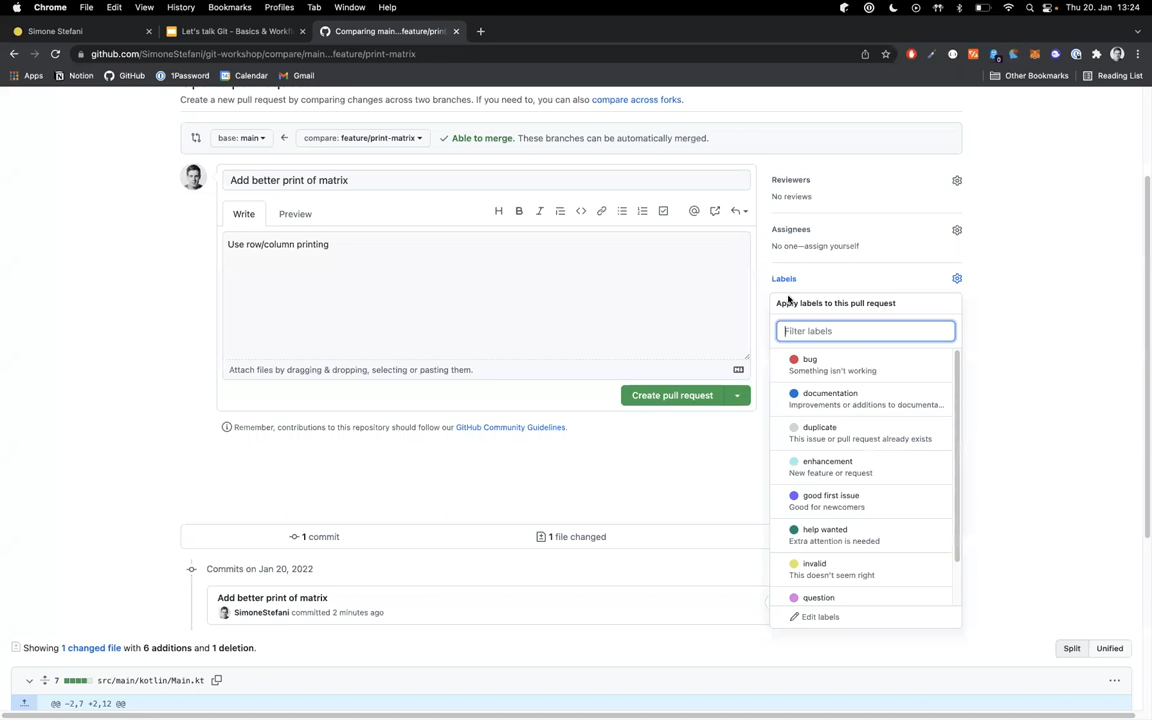 Chrome File Edit View History Bookmarks Profiles Tab Window Help Thu 20. Jan 13:24
Simone Stefani Let's talk Git – Basics & Workf Comparing main...feature/print
github.com/SimoneStefani/git-workshop/compare/main...feature/print-matrix
Apps Notion GitHub 1Password Calendar Gmail Other Bookmarks Reading List
Create a new pull request by comparing changes across two branches. If you need to, you can also compare across forks.
base: main compare: feature/print-matrix Able to merge. These branches can be automatically merged.
Add better print of matrix
Reviewers
No reviews
Write Preview
Assignees
No one—assign yourself
Use row/column printing
Labels
Apply labels to this pull request
Filter labels
bug
Something isn't working
documentation
Improvements or additions to documenta...
duplicate
This issue or pull request already exists
enhancement
New feature or request
good first issue
Good for newcomers
help wanted
Extra attention is needed
invalid
This doesn't seem right
question
Edit labels
Attach files by dragging & dropping, selecting or pasting them.
Create pull request
Remember, contributions to this repository should follow our GitHub Community Guidelines.
1 commit 1 file changed
Commits on Jan 20, 2022
Add better print of matrix
SimoneStefani committed 2 minutes ago
Showing 1 changed file with 6 additions and 1 deletion.
Split Unified
7 src/main/kotlin/Main.kt
@@ -2,7 +2,12 @@